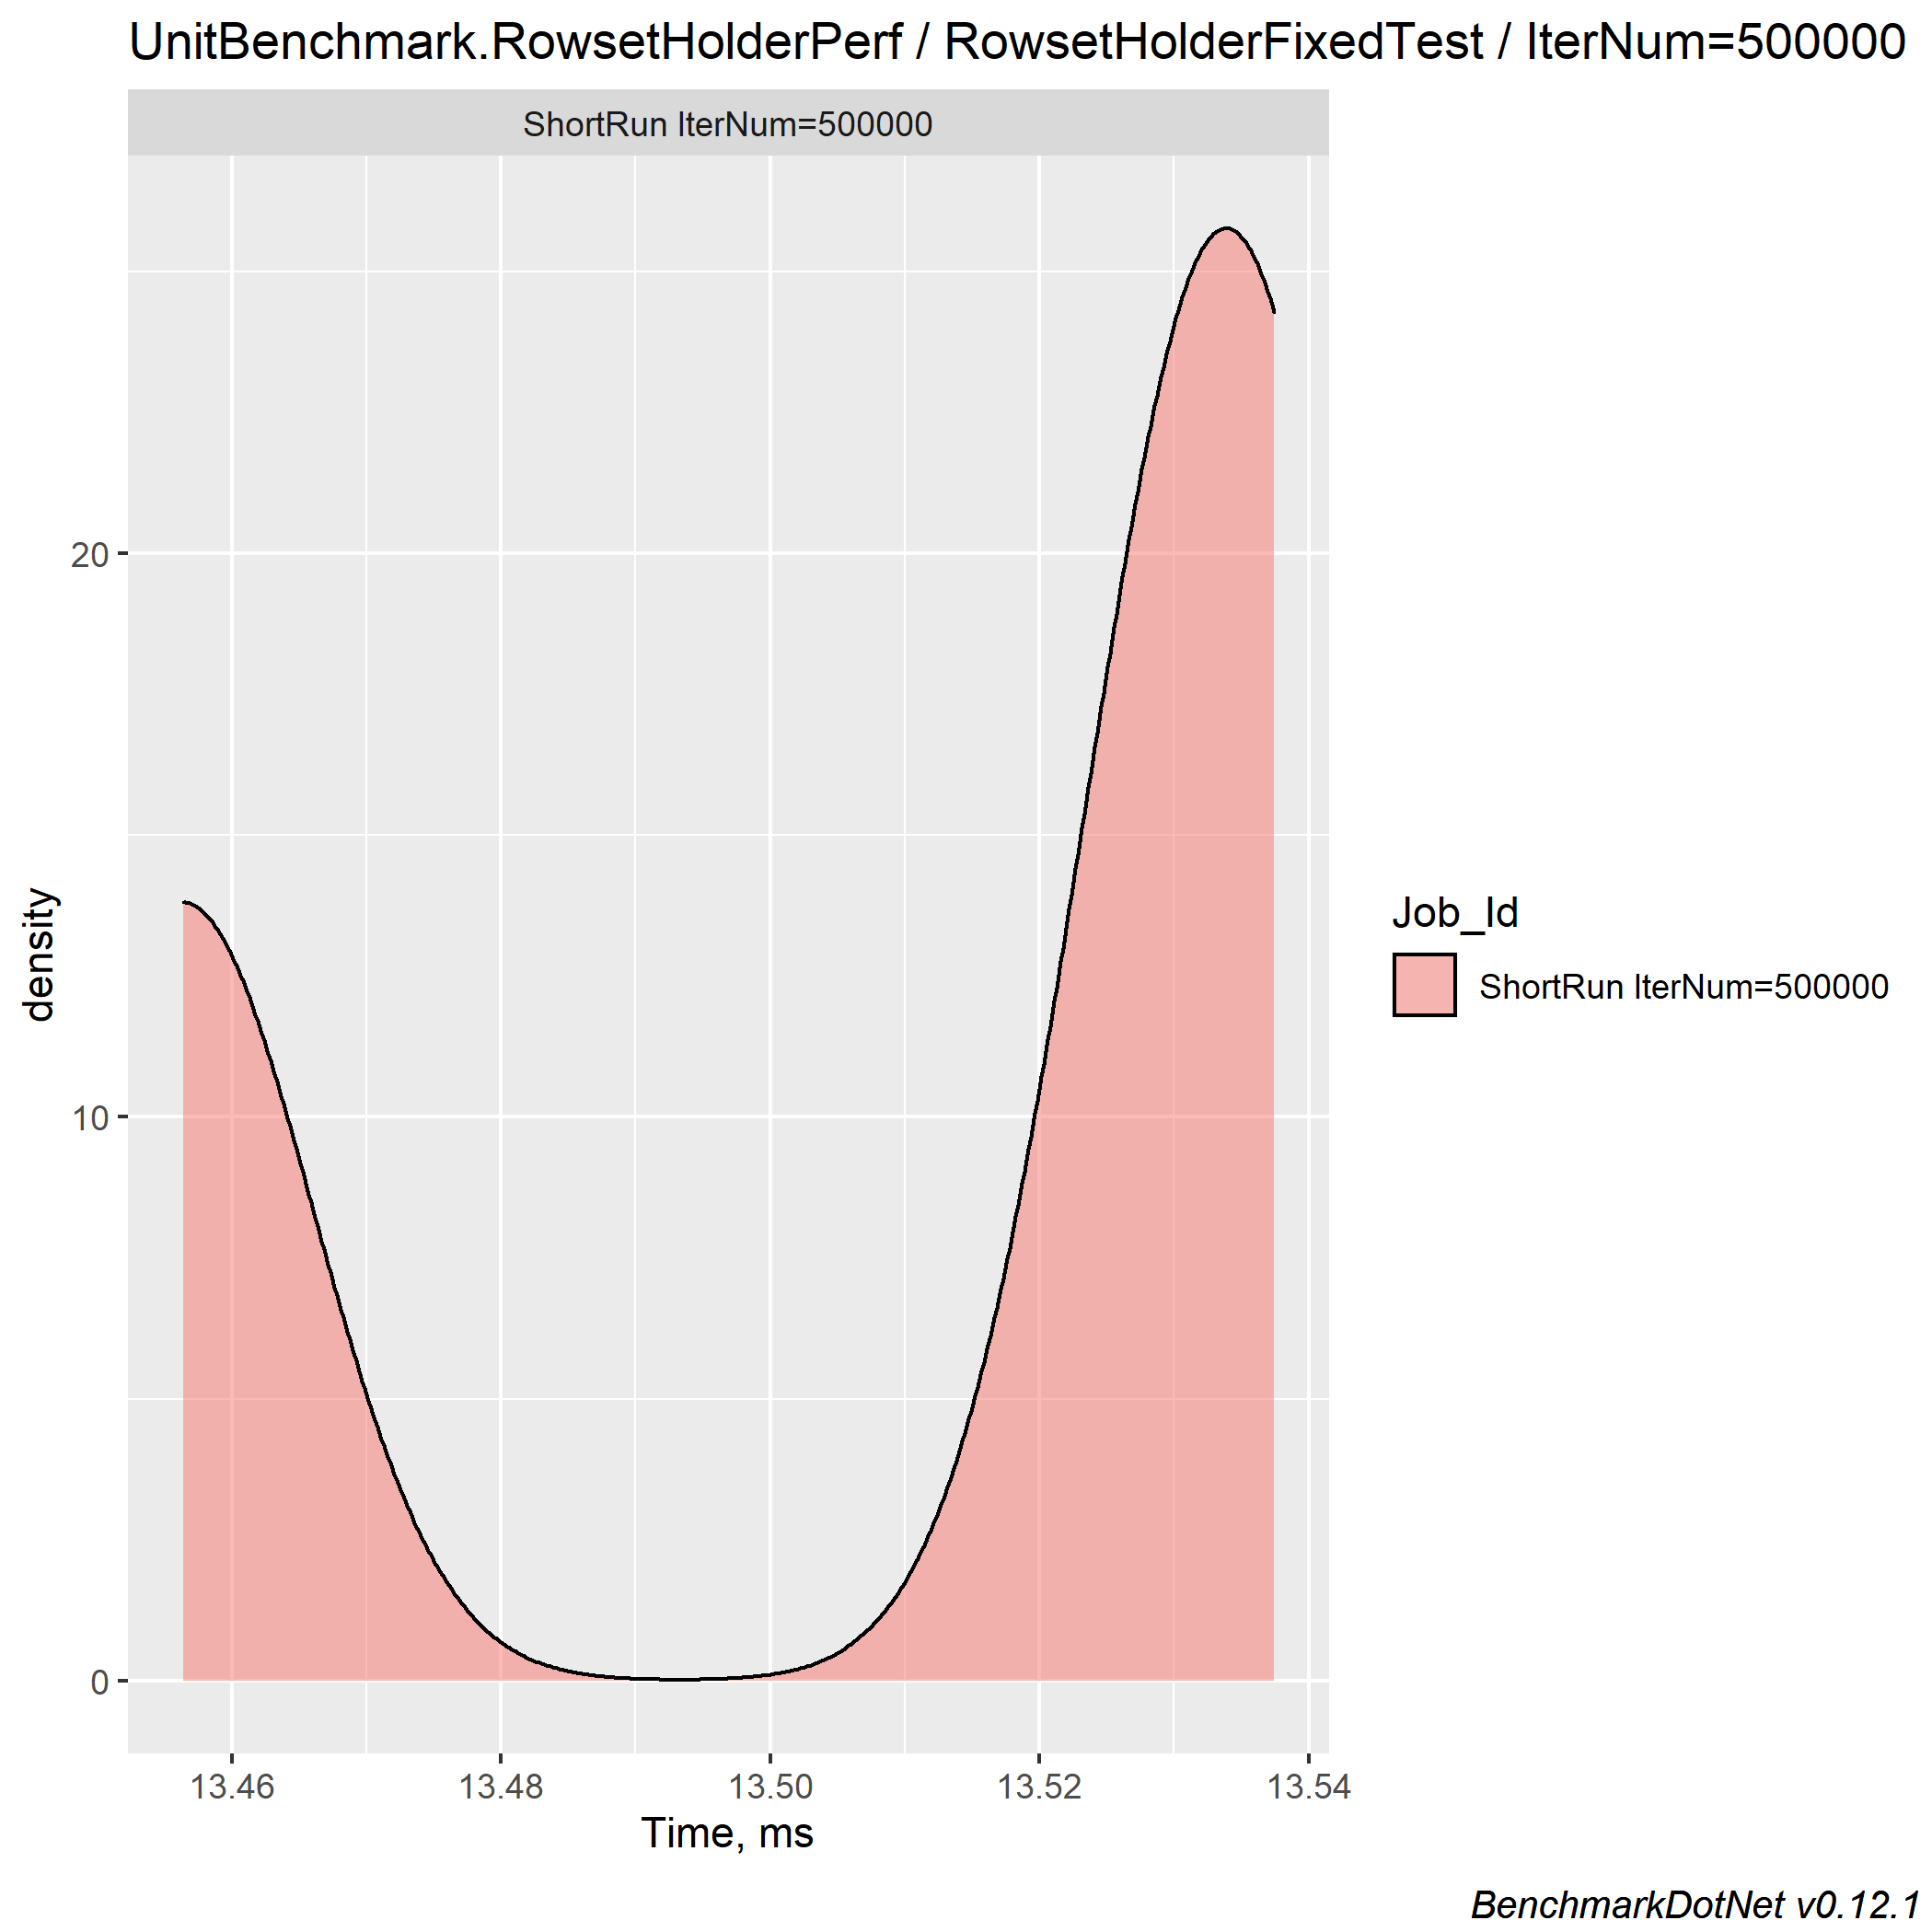 UnitBenchmark.RowsetHolderPerf / RowsetHolderFixedTest / IterNum=500000
ShortRun IterNum=500000
density
20
10
0
13.46 13.48 13.50 13.52 13.54
Time, ms
Job_Id
ShortRun IterNum=500000
BenchmarkDotNet v0.12.1